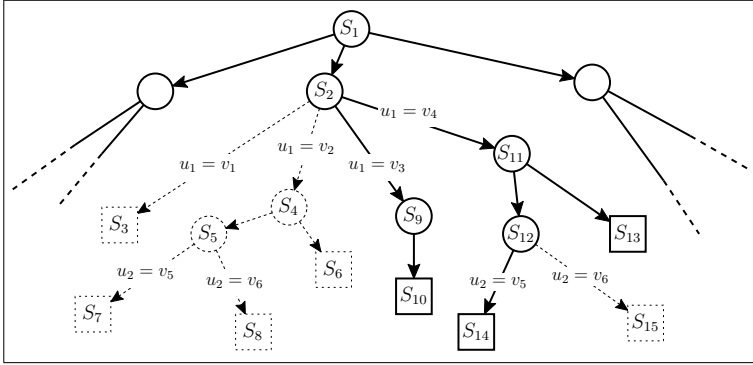 S₁
S₂
u₁ = v₄
u₁ = v₂
u₁ = v₁
u₁ = v₃
S₁₁
S₃
S₄
S₉
S₅
S₁₂
S₁₃
S₆
u₂ = v₅
u₂ = v₆
u₂ = v₅
u₂ = v₆
S₁₀
S₇
S₈
S₁₄
S₁₅